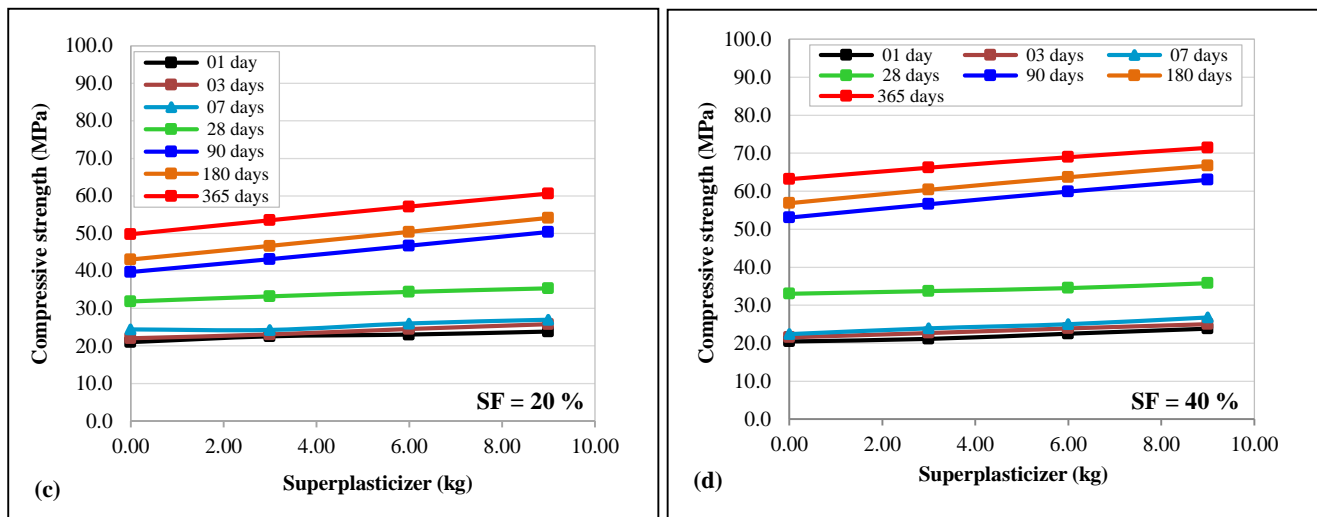 100.0
90.0
80.0
70.0
60.0
50.0
40.0
30.0
20.0
10.0
0.0
Compressive strength (MPa)
01 day
03 days
07 days
28 days
90 days
180 days
365 days
SF = 20 %
0.00 2.00 4.00 6.00 8.00 10.00
Superplasticizer (kg)
(c)
100.0
90.0
80.0
70.0
60.0
50.0
40.0
30.0
20.0
10.0
0.0
Compressive strength (MPa)
01 day 03 days 07 days
28 days 90 days 180 days
365 days
SF = 40 %
0.00 2.00 4.00 6.00 8.00 10.00
Superplasticizer (kg)
(d)